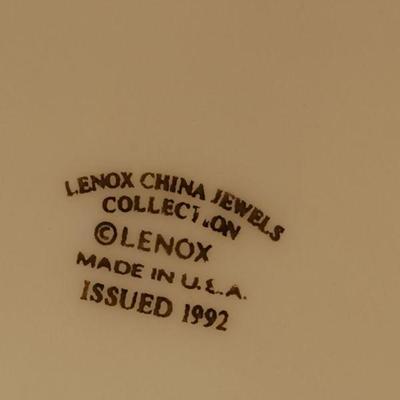 LENOX CHINA JEWELS
COLLECTION
©LENOX
MADE IN U.S.A.
ISSUED 1992